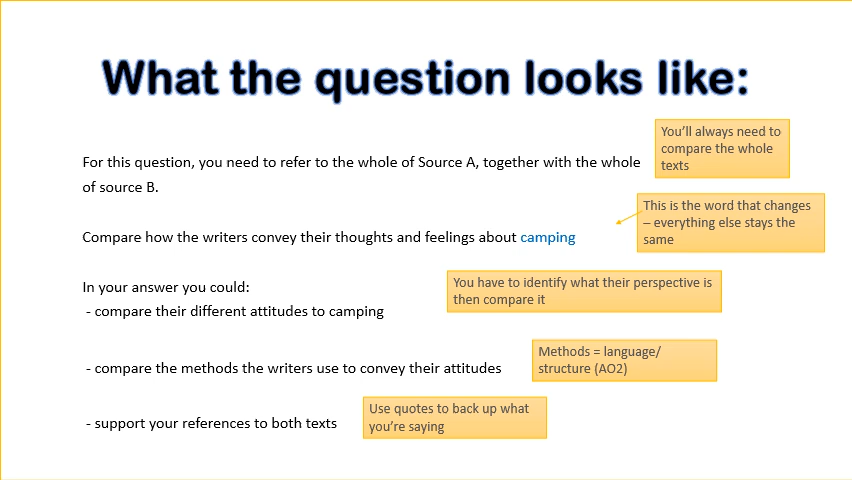 What the question looks like:
You'll always need to
compare the whole
texts
For this question, you need to refer to the whole of Source A, together with the whole
of source B.
This is the word that changes
– everything else stays the
same
Compare how the writers convey their thoughts and feelings about camping
In your answer you could:
You have to identify what their perspective is
then compare it
- compare their different attitudes to camping
Methods = language/
structure (AO2)
- compare the methods the writers use to convey their attitudes
Use quotes to back up what
you're saying
- support your references to both texts